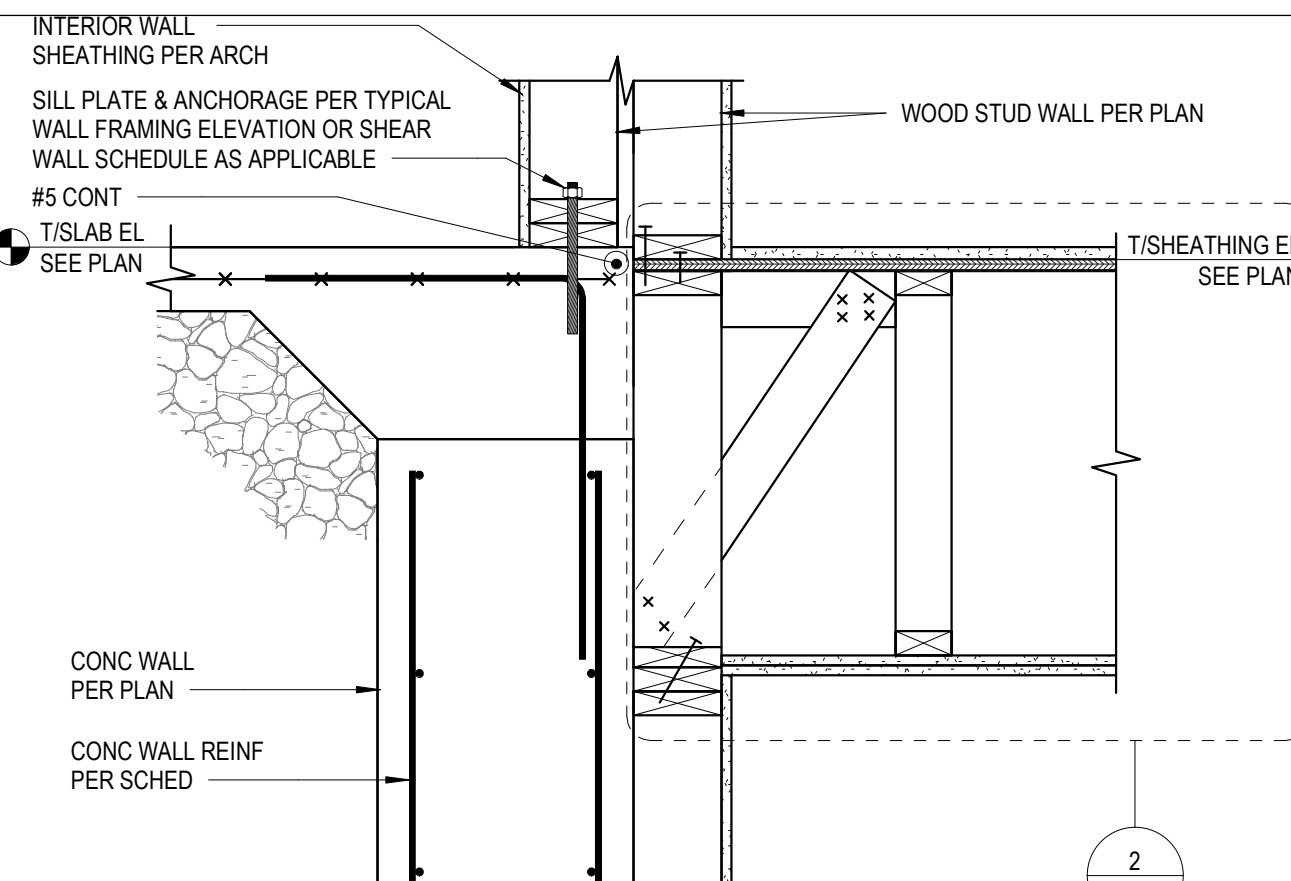 INTERIOR WALL
SHEATHING PER ARCH
SILL PLATE & ANCHORAGE PER TYPICAL
WALL FRAMING ELEVATION OR SHEAR
WALL SCHEDULE AS APPLICABLE
#5 CONT
T/SLAB EL
SEE PLAN
WOOD STUD WALL PER PLAN
T/SHEATHING EL
SEE PLAN
CONC WALL
PER PLAN
CONC WALL REINF
PER SCHED
2